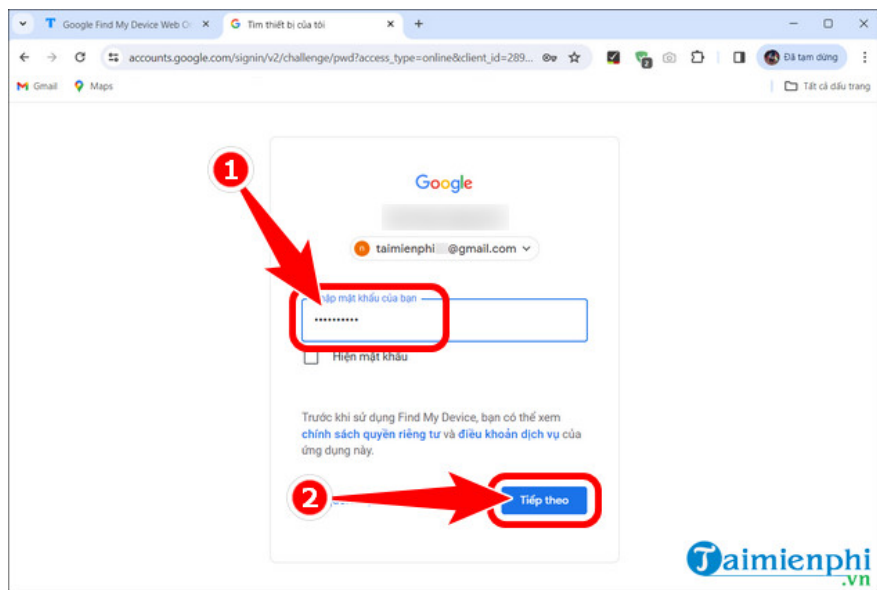 Google Find My Device Web
Tìm thiết bị của tôi
accounts.google.com/signin/v2/challenge/pwd?access_type=online&client_id=289...
2
Đã tạm dừng
Gmail
Maps
Tất cả dấu trang
1
Google
taimienphi @gmail.com
mật khẩu của bạn
Hiện mật khẩu
Trước khi sử dụng Find My Device, bạn có thể xem
chính sách quyền riêng tư và điều khoản dịch vụ của
ứng dụng này.
2
Tiếp theo
Taimienphi
.vn